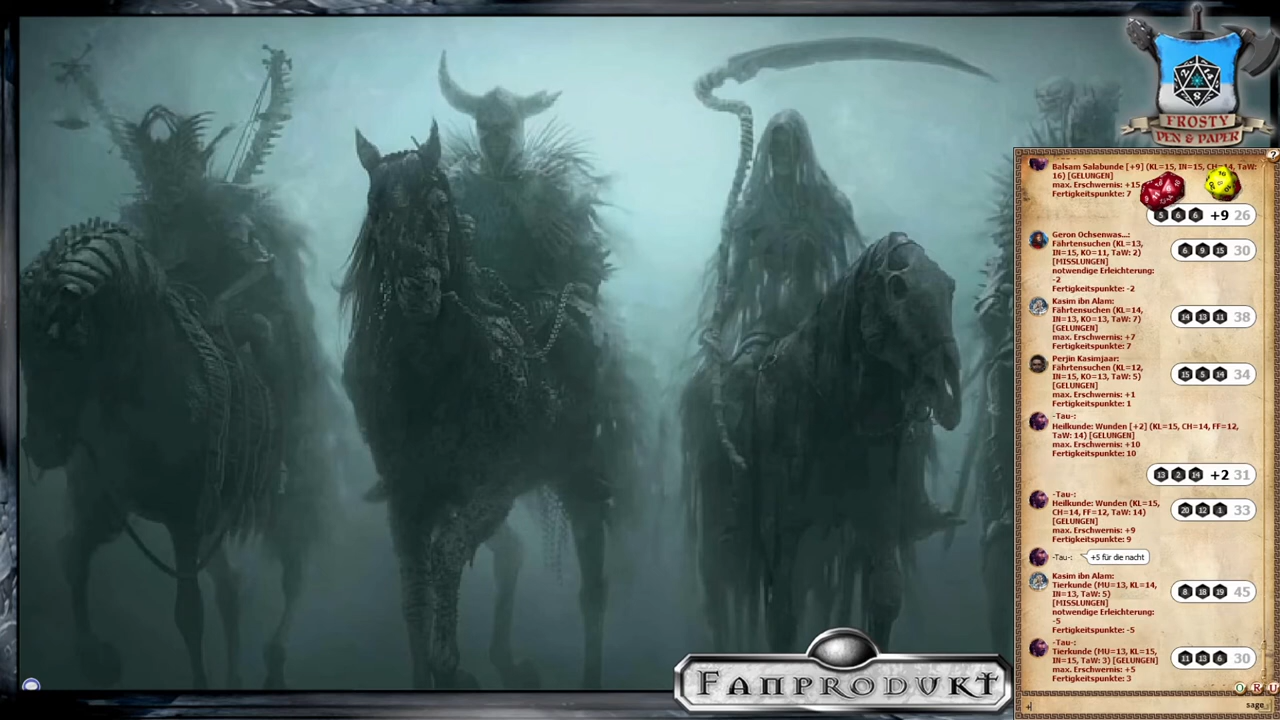 FROSTY
PEN & PAPER
?
Balsam Salabunde [+9] (KL=15, IN=15, CH=14, TaW:
16) [GELUNGEN]
max. Erschwernis: +15
Fertigkeitspunkte: 7
5 6 6 +9 26
Geron Ochsenwas...:
Fährtensuchen (KL=13,
IN=15, KO=11, TaW: 2)
[MISSLUNGEN]
notwendige Erleichterung:
-2
Fertigkeitspunkte: -2
6 9 15 30
Kasim ibn Alam:
Fährtensuchen (KL=14,
IN=13, KO=13, TaW: 7)
[GELUNGEN]
max. Erschwernis: +7
Fertigkeitspunkte: 7
14 13 11 38
Perjin Kasimjaar:
Fährtensuchen (KL=12,
IN=15, KO=13, TaW: 5)
[GELUNGEN]
max. Erschwernis: +1
Fertigkeitspunkte: 1
15 5 14 34
-Tau-:
Heilkunde: Wunden [+2] (KL=15, CH=14, FF=12,
TaW: 14) [GELUNGEN]
max. Erschwernis: +10
Fertigkeitspunkte: 10
13 2 14 +2 31
-Tau-:
Heilkunde: Wunden (KL=15,
CH=14, FF=12, TaW: 14)
[GELUNGEN]
max. Erschwernis: +9
Fertigkeitspunkte: 9
20 12 1 33
-Tau-: +5 für die nacht
Kasim ibn Alam:
Tierkunde (MU=13, KL=14,
IN=13, TaW: 5)
[MISSLUNGEN]
notwendige Erleichterung:
-5
Fertigkeitspunkte: -5
8 18 19 45
-Tau-:
Tierkunde (MU=13, KL=15,
IN=15, TaW: 3) [GELUNGEN]
max. Erschwernis: +5
Fertigkeitspunkte: 3
11 13 6 30
O R U
+ sage
FANPRODUKT